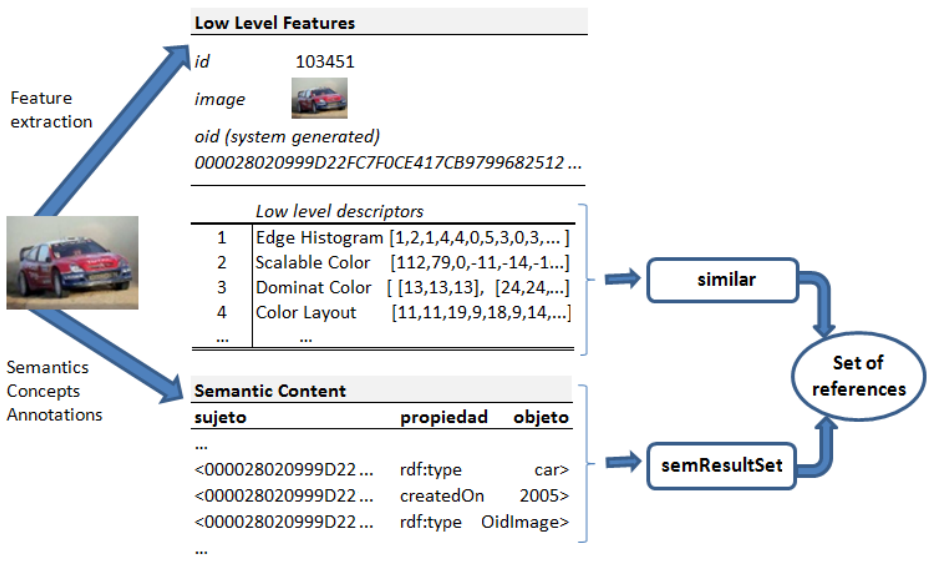 Low Level Features
id 103451
Feature
extraction
image
oid (system generated)
000028020999D22FC7F0CE417CB9799682512 ...
Low level descriptors
1 Edge Histogram [1,2,1,4,4,0,5,3,0,3,... ]
2 Scalable Color [112,79,0,-11,-14,-1...]
3 Dominat Color [ [13,13,13], [24,24,...]
4 Color Layout [11,11,19,9,18,9,14,...]
... ...
similar
Set of
references
Semantics
Concepts
Annotations
Semantic Content
sujeto propiedad objeto
...
<000028020999D22 ... rdf:type car>
<000028020999D22 ... createdOn 2005>
<000028020999D22 ... rdf:type OidImage>
...
semResultSet